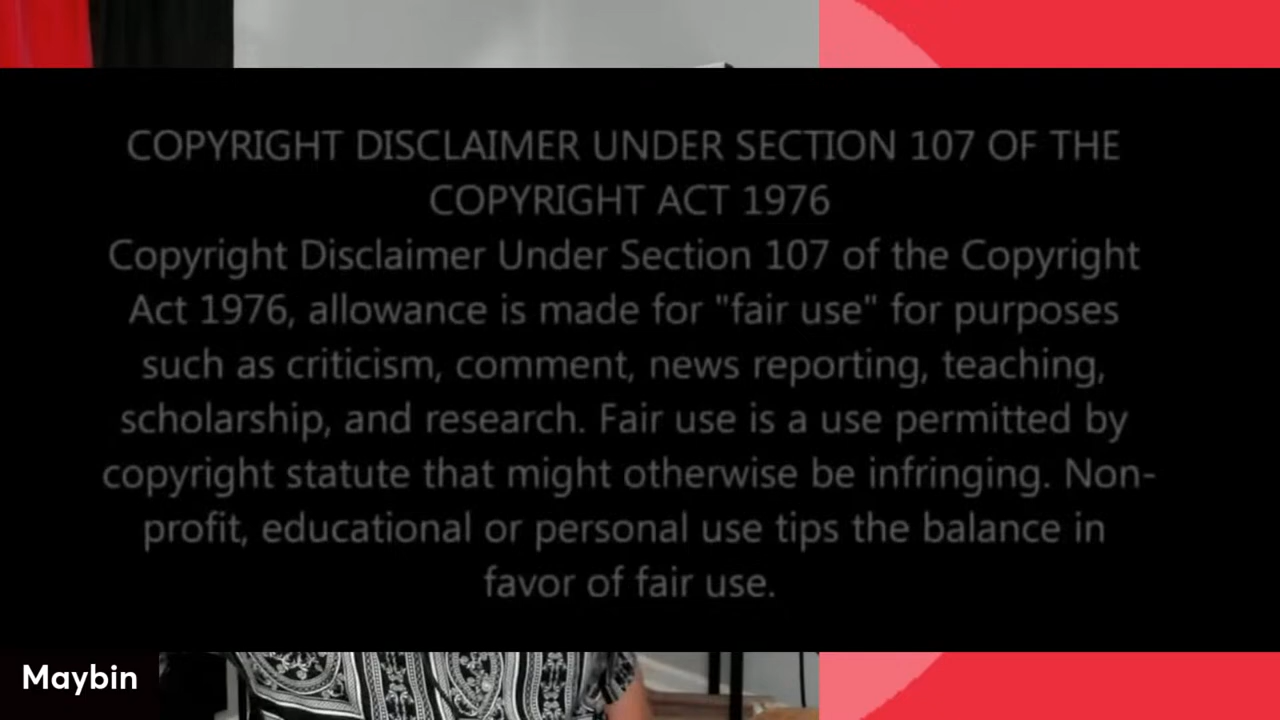 COPYRIGHT DISCLAIMER UNDER SECTION 107 OF THE
COPYRIGHT ACT 1976
Copyright Disclaimer Under Section 107 of the Copyright
Act 1976, allowance is made for "fair use" for purposes
such as criticism, comment, news reporting, teaching,
scholarship, and research. Fair use is a use permitted by
copyright statute that might otherwise be infringing. Non-
profit, educational or personal use tips the balance in
favor of fair use.
Maybin